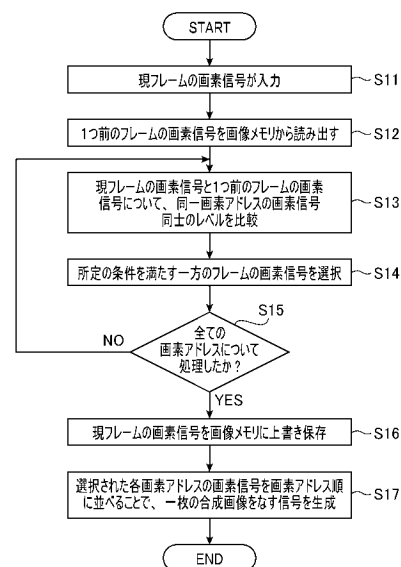 START
現フレームの画素信号が入力
S11
1つ前のフレームの画素信号を画像メモリから読み出す
S12
現フレームの画素信号と1つ前のフレームの画素
信号について、同一画素アドレスの画素信号
同士のレベルを比較
S13
所定の条件を満たす一方のフレームの画素信号を選択
S14
S15
全ての
画素アドレスについて
処理したか？
NO
YES
現フレームの画素信号を画像メモリに上書き保存
S16
選択された各画素アドレスの画素信号を画素アドレス順
に並べることで、一枚の合成画像をなす信号を生成
S17
END